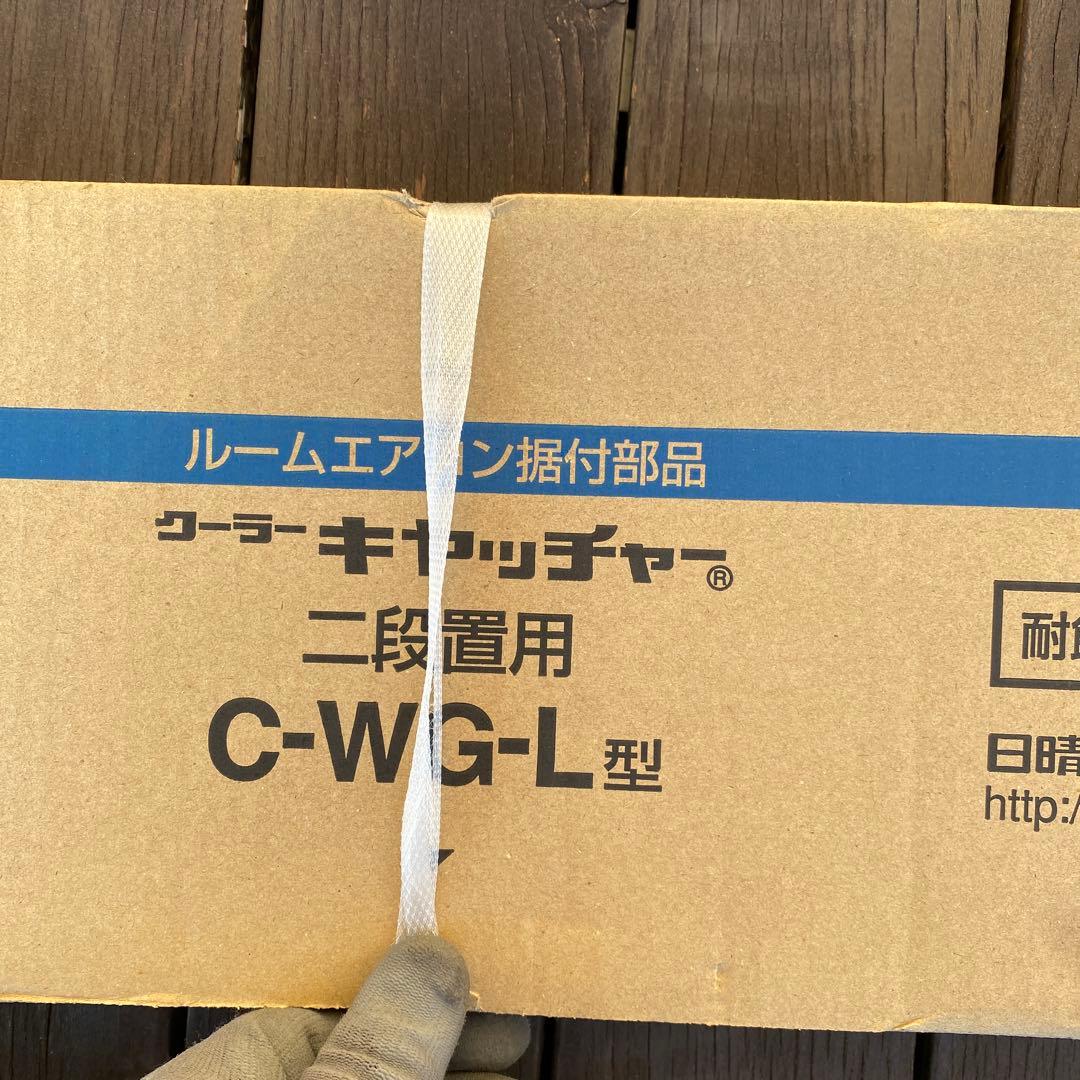 ルームエアコン据付部品
クーラーキャッチャー®
二段置用
C-WG-L型
耐
日晴
http:/